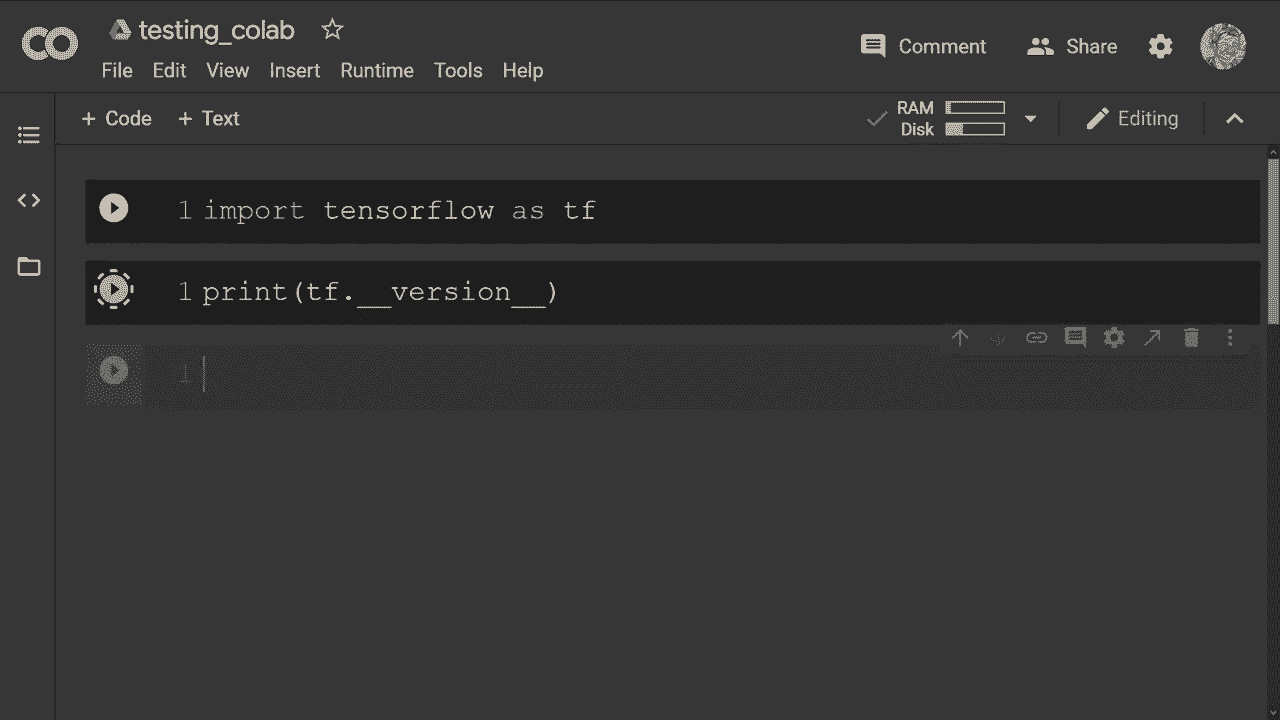 testing_colab
File Edit View Insert Runtime Tools Help
Comment Share
+ Code + Text
RAM
Disk
Editing
1 import tensorflow as tf
1 print(tf.__version__)
1